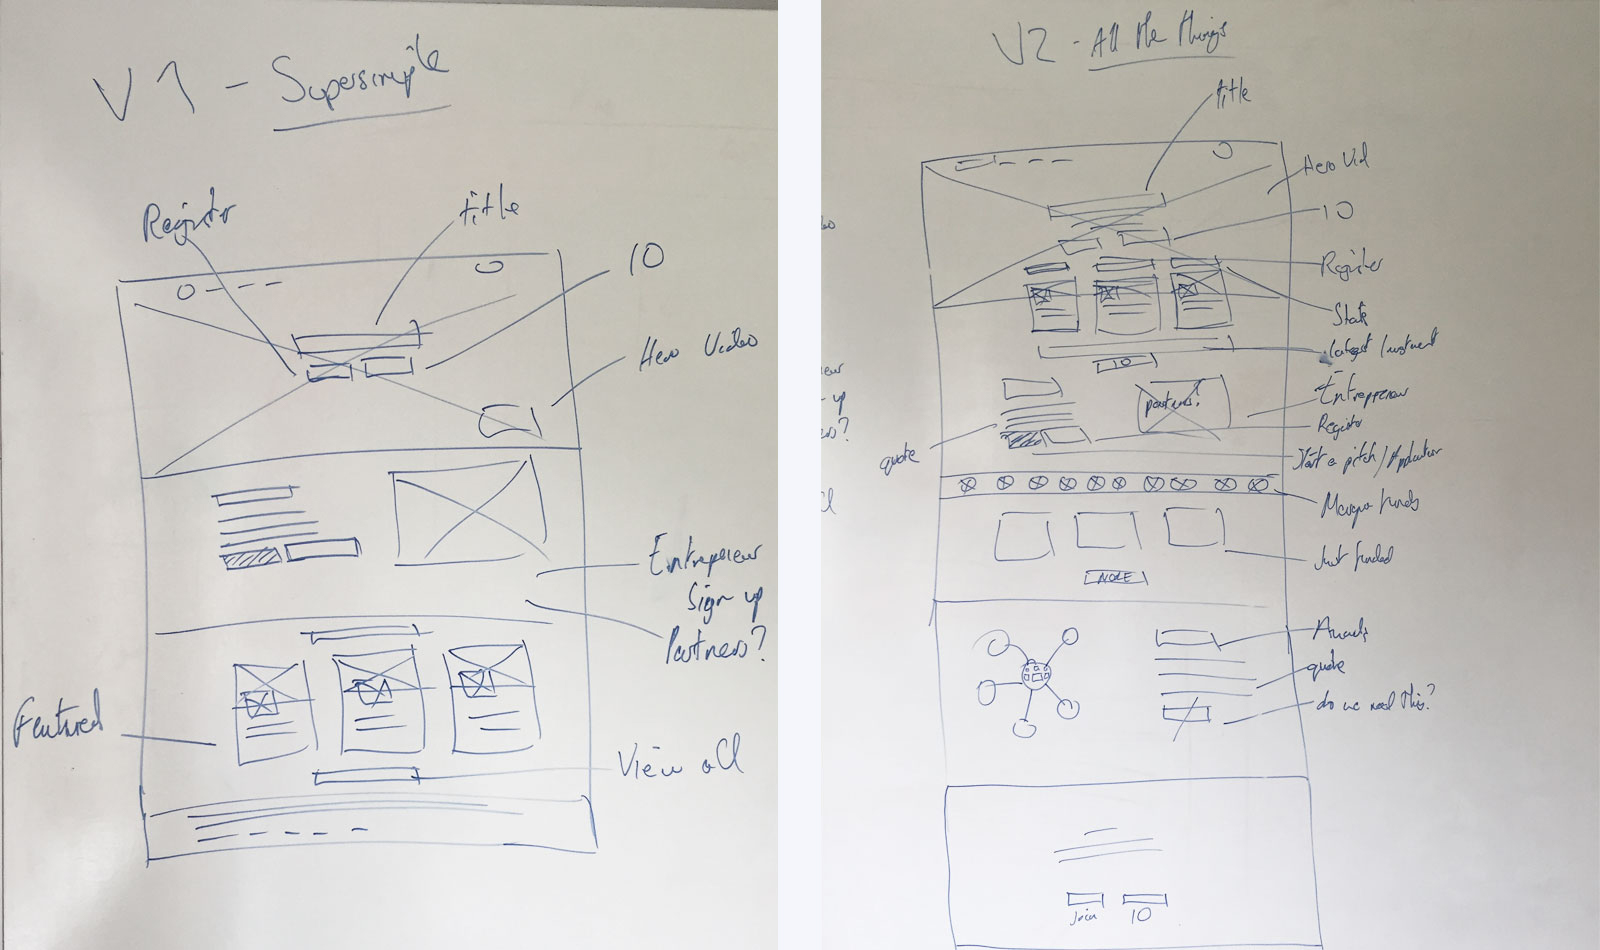 V1 - Supersimple
Register
title
10
Hero Video
Entrepreneur
Sign up
Partners?
Featured
View all
V2 - All the things
title
Hero Vid
10
Register
Stats
latest Investment
10
Entrepreneur
partners?
Register
quote
Start a pitch / Application
Marque funds
Just funded
MORE
Awards
quote
do we need this?
Join
10
up